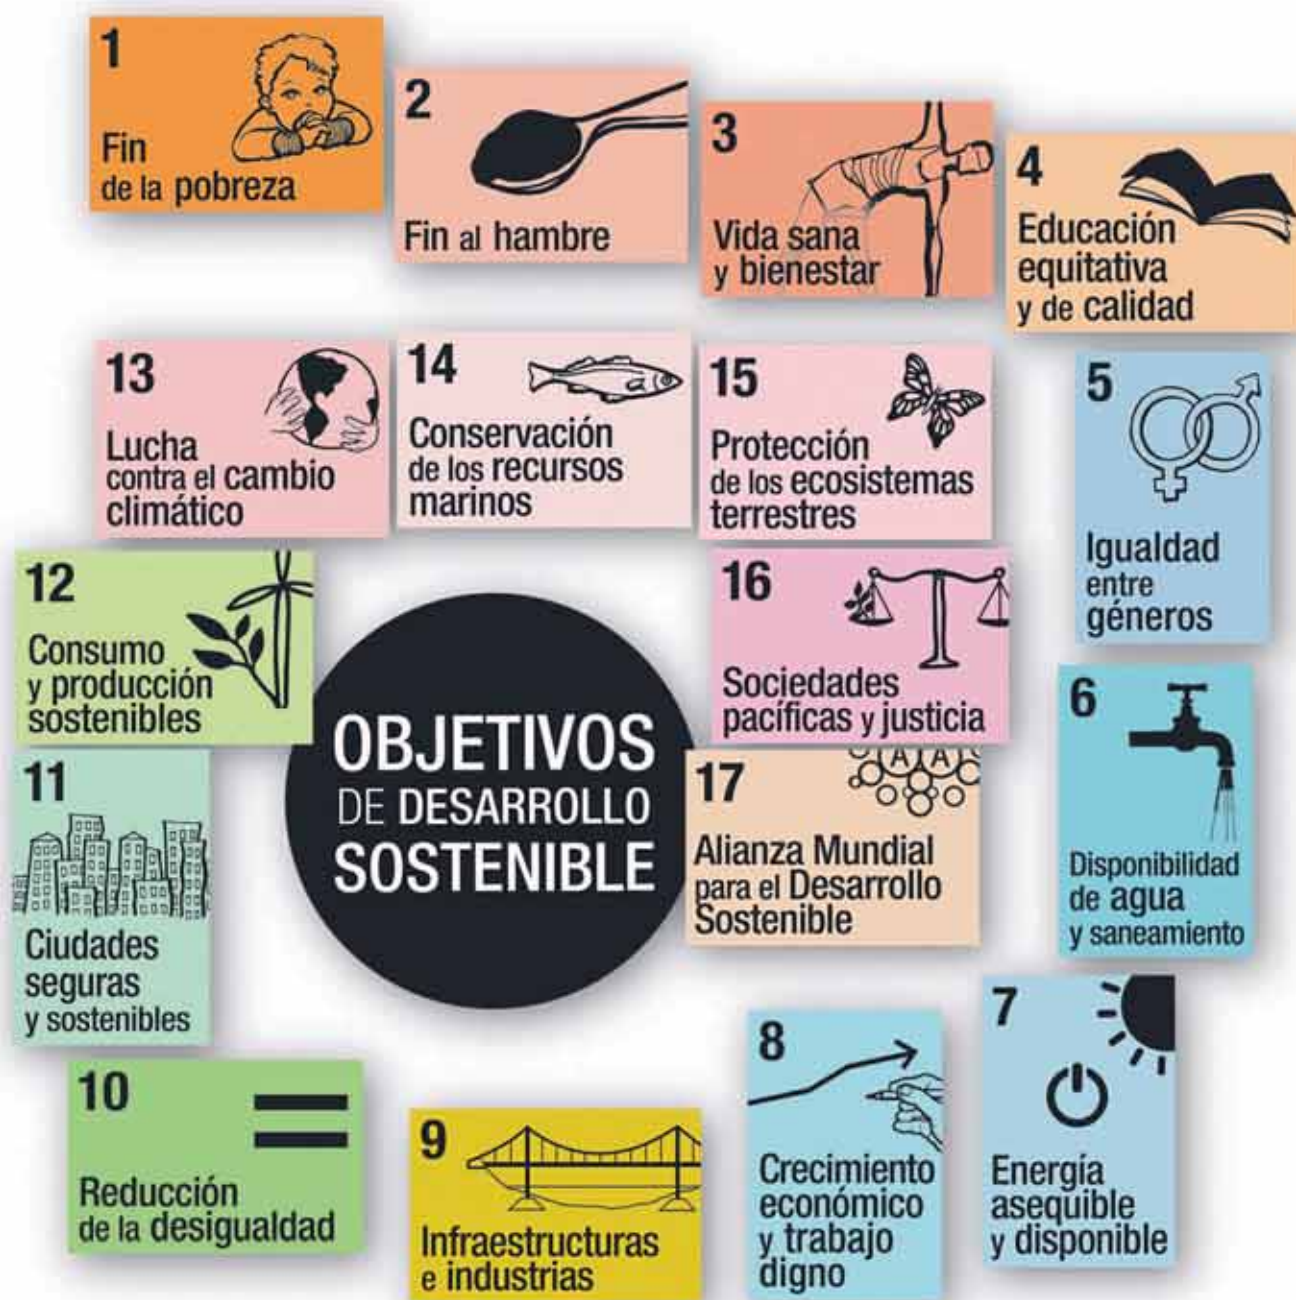 1
Fin
de la pobreza
2
Fin al hambre
3
Vida sana
y bienestar
4
Educación
equitativa
y de calidad
5
Igualdad
entre
géneros
6
Disponibilidad
de agua
y saneamiento
7
Energía
asequible
y disponible
8
Crecimiento
económico
y trabajo
digno
9
Infraestructuras
e industrias
10
Reducción
de la desigualdad
11
Ciudades
seguras
y sostenibles
12
Consumo
y producción
sostenibles
13
Lucha
contra el cambio
climático
14
Conservación
de los recursos
marinos
15
Protección
de los ecosistemas
terrestres
16
Sociedades
pacíficas y justicia
17
A A
Alianza Mundial
para el Desarrollo
Sostenible
OBJETIVOS
DE DESARROLLO
SOSTENIBLE